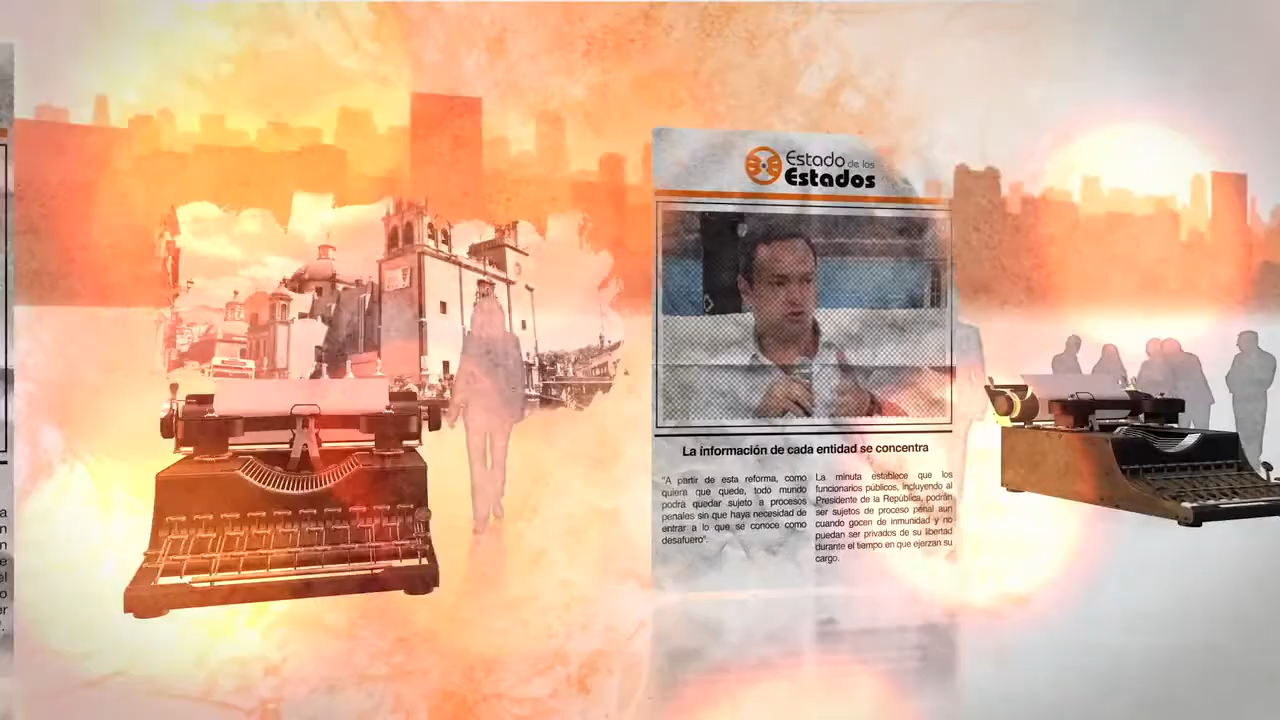 Estado de los
Estados
La información de cada entidad se concentra
"A partir de esta reforma, como
quiera que quede, todo mundo
podrá quedar sujeto a procesos
penales sin que haya necesidad de
entrar a lo que se conoce como
desafuero".
La minuta establece que los
funcionarios públicos, incluyendo al
Presidente de la República, podrán
ser sujetos de proceso penal aun
cuando gocen de inmunidad y no
puedan ser privados de su libertad
durante el tiempo en que ejerzan su
cargo.